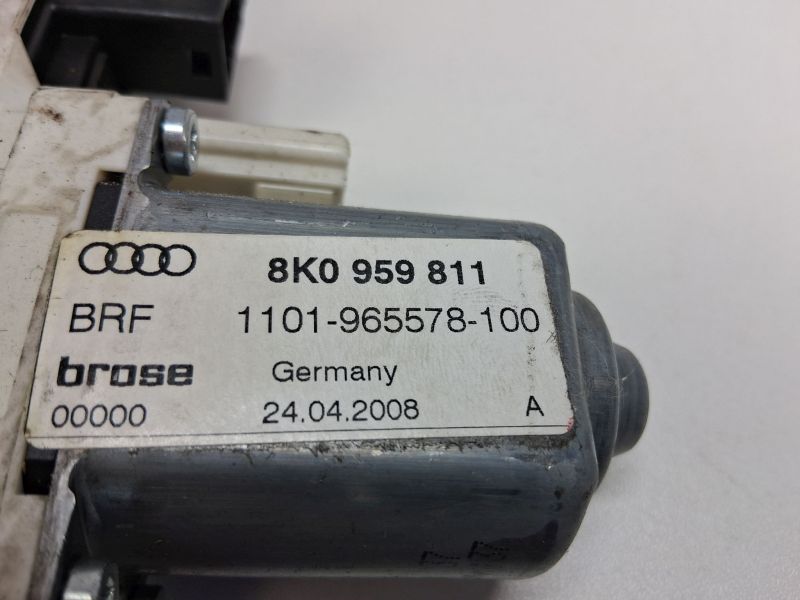 8K0 959 811
BRF 1101-965578-100
brose Germany
00000 24.04.2008 A